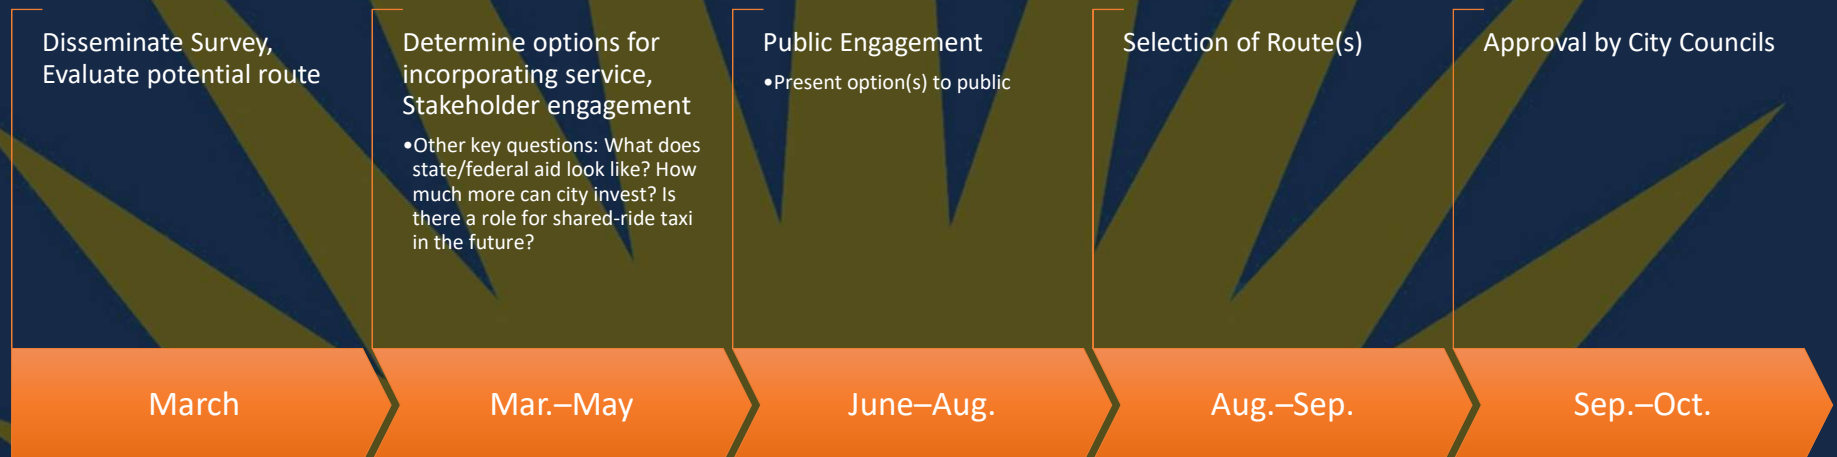 Disseminate Survey,
Evaluate potential route
Determine options for
incorporating service,
Stakeholder engagement
•Other key questions: What does
state/federal aid look like? How
much more can city invest? Is
there a role for shared-ride taxi
in the future?
Public Engagement
•Present option(s) to public
Selection of Route(s)
Approval by City Councils
March
Mar.–May
June–Aug.
Aug.–Sep.
Sep.–Oct.